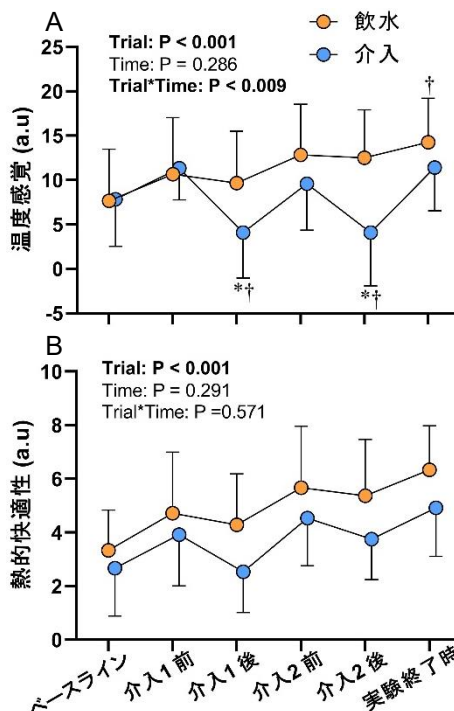 A
飲水
介入
Trial: P < 0.001
Time: P = 0.286
Trial*Time: P < 0.009
温度感覚 (a.u)
25
20
15
10
5
0
-5
†
*†
*†
B
Trial: P < 0.001
Time: P = 0.291
Trial*Time: P =0.571
熱的快適性 (a.u)
10
8
6
4
2
0
ベースライン
介入1前
介入1後
介入2前
介入2後
実験終了時